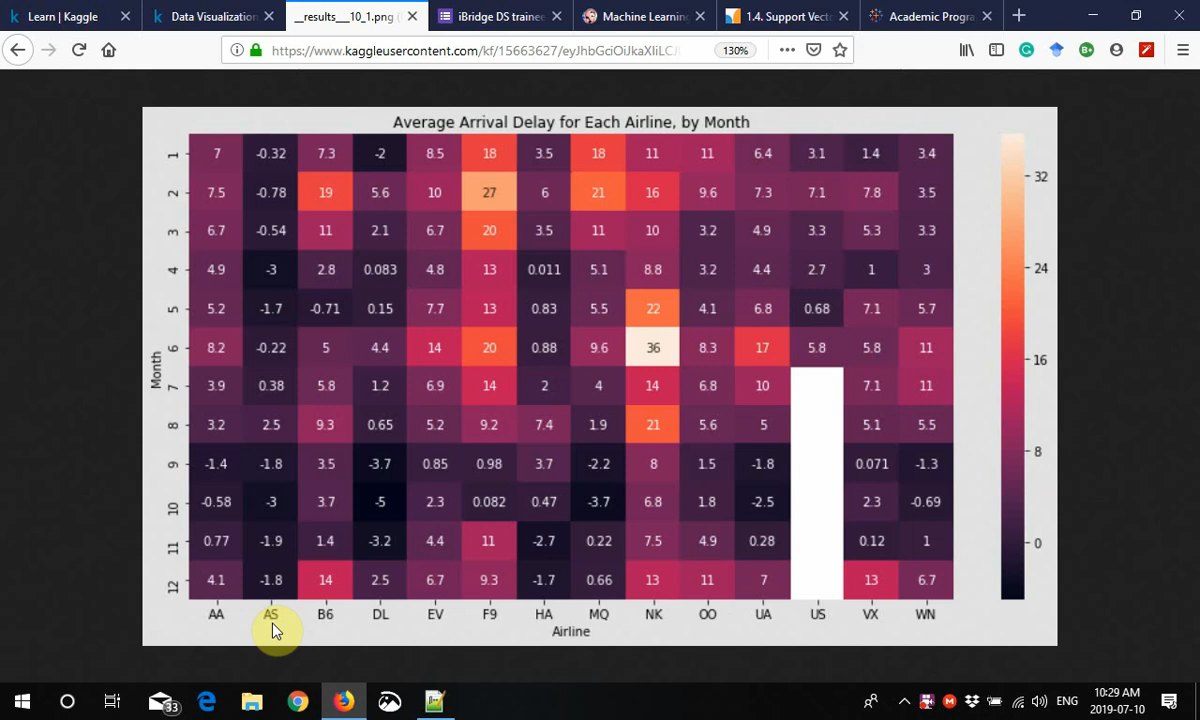 Learn | Kaggle
Data Visualization
__results___10_1.png (
iBridge DS trainee
Machine Learning
1.4. Support Vect
Academic Progra
https://www.kaggleusercontent.com/kf/15663627/
130%
Average Arrival Delay for Each Airline, by Month
1 7 -0.32 7.3 -2 8.5 18 3.5 18 11 11 6.4 3.1 1.4 3.4
2 7.5 -0.78 19 5.6 10 27 6 21 16 9.6 7.3 7.1 7.8 3.5
3 6.7 -0.54 11 2.1 6.7 20 3.5 11 10 3.2 4.9 3.3 5.3 3.3
4 4.9 -3 2.8 0.083 4.8 13 0.011 5.1 8.8 3.2 4.4 2.7 1 3
5 5.2 -1.7 -0.71 0.15 7.7 13 0.83 5.5 22 4.1 6.8 0.68 7.1 5.7
6 8.2 -0.22 5 4.4 14 20 0.88 9.6 36 8.3 17 5.8 5.8 11
7 3.9 0.38 5.8 1.2 6.9 14 2 4 14 6.8 10 7.1 11
8 3.2 2.5 9.3 0.65 5.2 9.2 7.4 1.9 21 5.6 5 5.1 5.5
9 -1.4 -1.8 3.5 -3.7 0.85 0.98 3.7 -2.2 8 1.5 -1.8 0.071 -1.3
10 -0.58 -3 3.7 -5 2.3 0.082 0.47 -3.7 6.8 1.8 -2.5 2.3 -0.69
11 0.77 -1.9 1.4 -3.2 4.4 11 -2.7 0.22 7.5 4.9 0.28 0.12 1
12 4.1 -1.8 14 2.5 6.7 9.3 -1.7 0.66 13 11 7 13 6.7
Month
AA AS B6 DL EV F9 HA MQ NK OO UA US VX WN
Airline
32
24
16
8
0
33
ENG
10:29 AM
2019-07-10